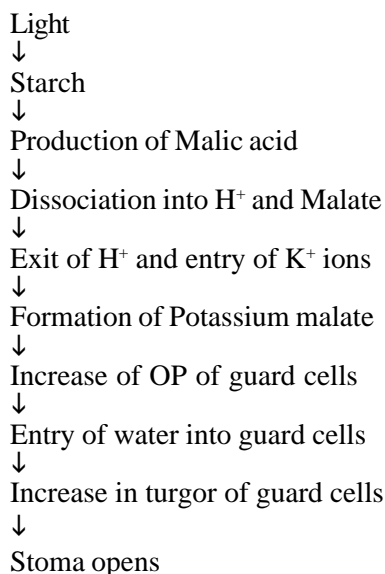 Light
↓
Starch
↓
Production of Malic acid
↓
Dissociation into H⁺ and Malate
↓
Exit of H⁺ and entry of K⁺ ions
↓
Formation of Potassium malate
↓
Increase of OP of guard cells
↓
Entry of water into guard cells
↓
Increase in turgor of guard cells
↓
Stoma opens